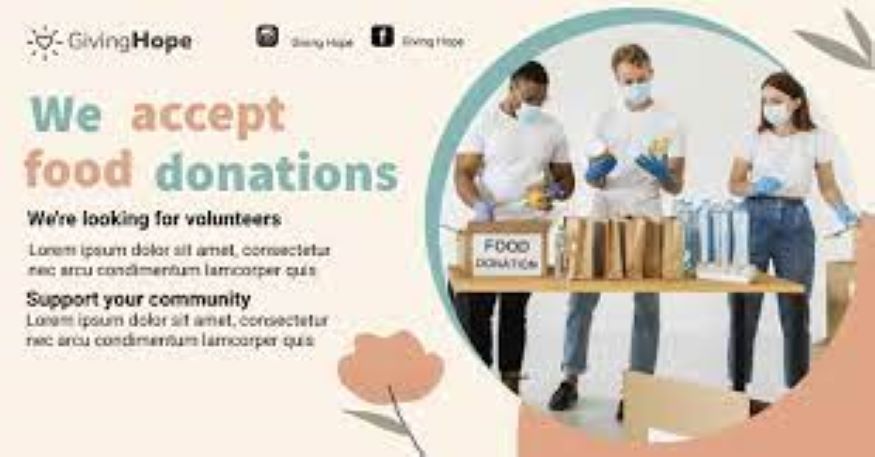 GivingHope
Giving Hope
Giving Hope
We accept
food donations
We're looking for volunteers
Lorem ipsum dolor sit amet, consectetur
nec arcu condimentum lamcorper quis
Support your community
Lorem ipsum dolor sit amet, consectetur
nec arcu condimentum lamcorper quis
FOOD
DONATION